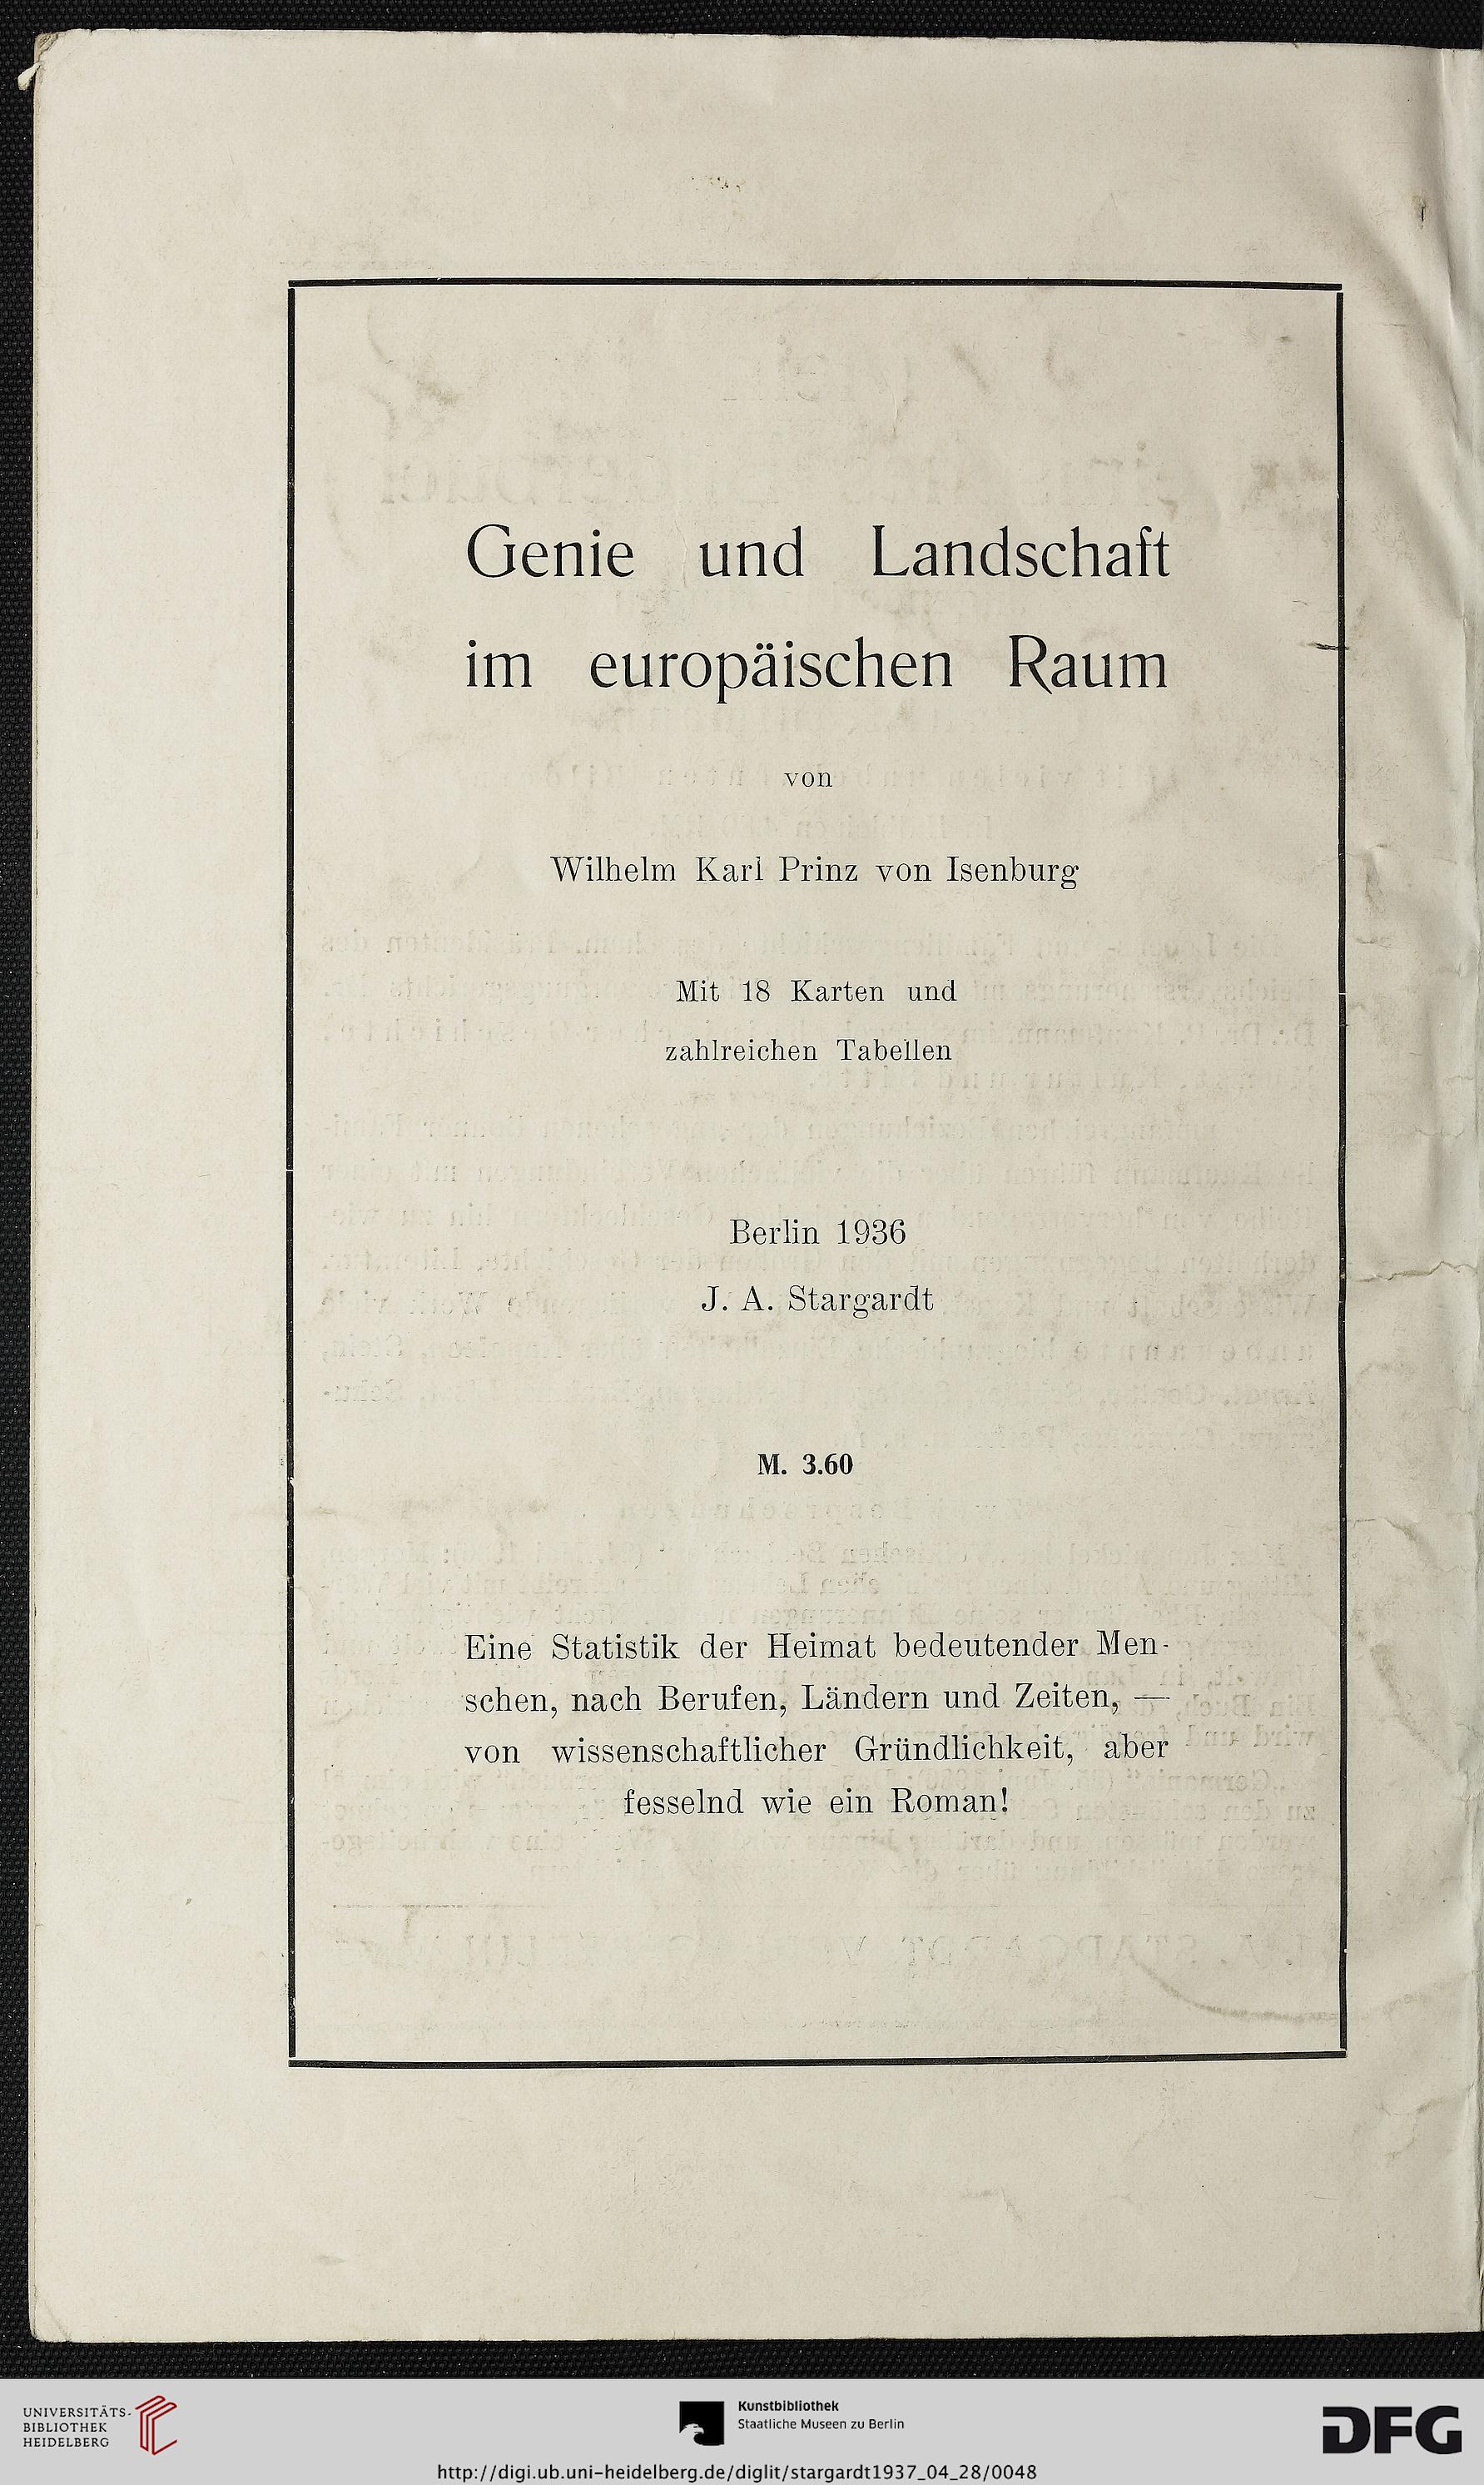 Genie und Landschaft
im europäischen Raum
von
Wilhelm Karl Prinz von Isenburg
Mit 18 Karten und
zahlreichen Tabellen
Berlin 1936
J. A. Stargardt
M. 3.60
Eine Statistik der Heimat bedeutender Men-
schen, nach Berufen, Ländern und Zeiten, —
von wissenschaftlicher Gründlichkeit, aber
fesselnd wie ein Roman!
UNIVERSITÄTS-
BIBLIOTHEK
HEIDELBERG
Kunstbibliothek
Staatliche Museen zu Berlin
DFG
http://digi.ub.uni-heidelberg.de/diglit/stargardt1937_04_28/0048